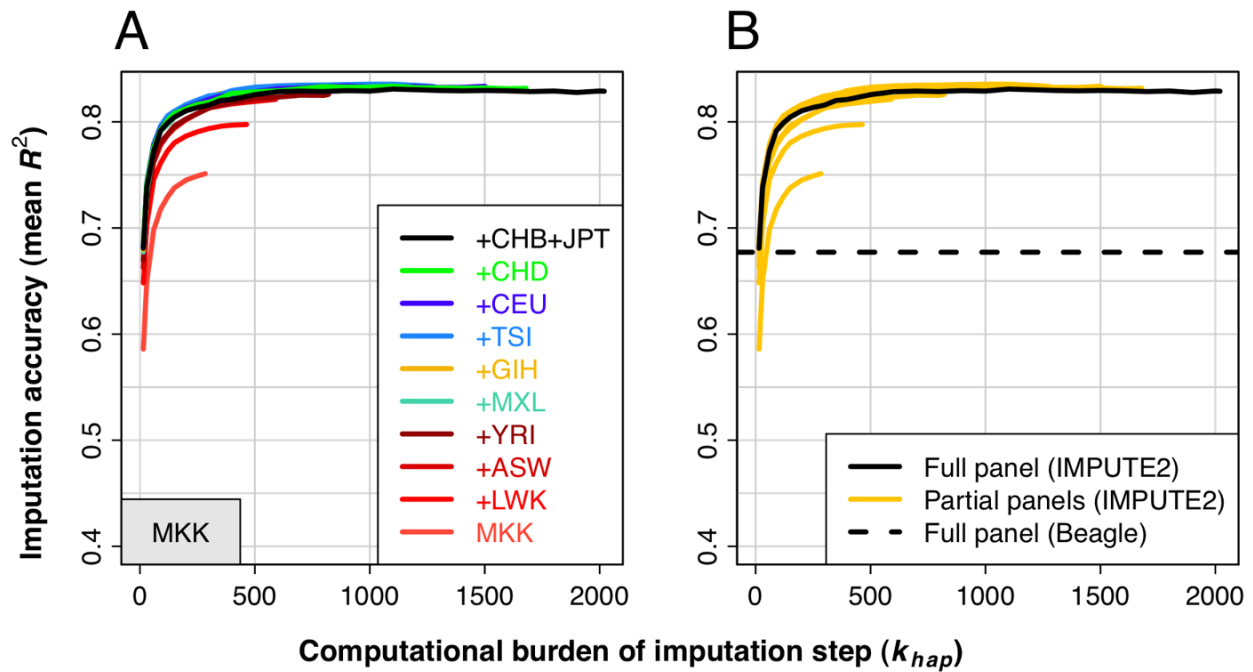 A
B
Imputation accuracy (mean R²)
0.4
0.5
0.6
0.7
0.8
+CHB+JPT
+CHD
+CEU
+TSI
+GIH
+MXL
+YRI
+ASW
+LWK
MKK
MKK
0 500 1000 1500 2000
0.4
0.5
0.6
0.7
0.8
Full panel (IMPUTE2)
Partial panels (IMPUTE2)
Full panel (Beagle)
0 500 1000 1500 2000
Computational burden of imputation step (k_hap)